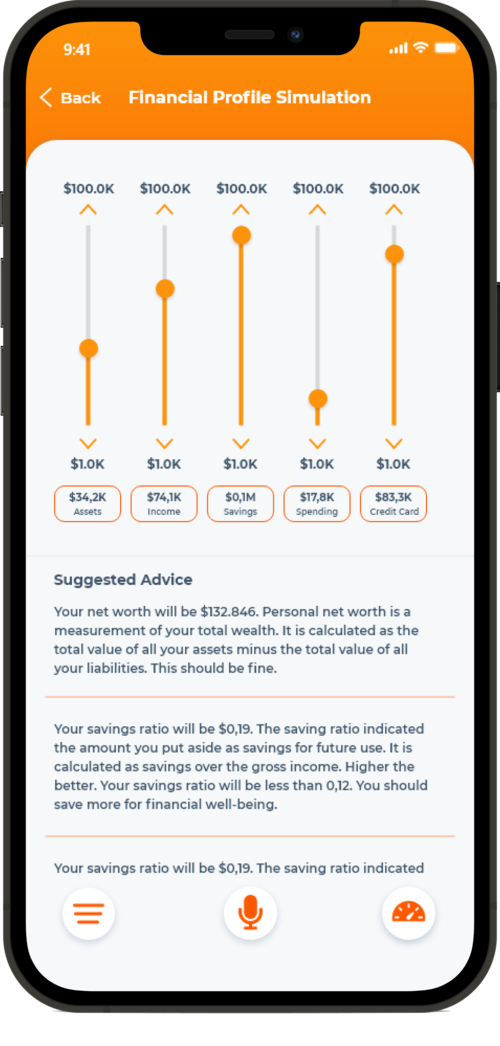 9:41
Back Financial Profile Simulation
$100.0K $100.0K $100.0K $100.0K $100.0K
$1.0K $1.0K $1.0K $1.0K $1.0K
$34,2K $74,1K $0,1M $17,8K $83,3K
Assets Income Savings Spending Credit Card
Suggested Advice
Your net worth will be $132.846. Personal net worth is a
measurement of your total wealth. It is calculated as the
total value of all your assets minus the total value of all
your liabilities. This should be fine.
Your savings ratio will be $0,19. The saving ratio indicated
the amount you put aside as savings for future use. It is
calculated as savings over the gross income. Higher the
better. Your savings ratio will be less than 0,12. You should
save more for financial well-being.
Your savings ratio will be $0,19. The saving ratio indicated